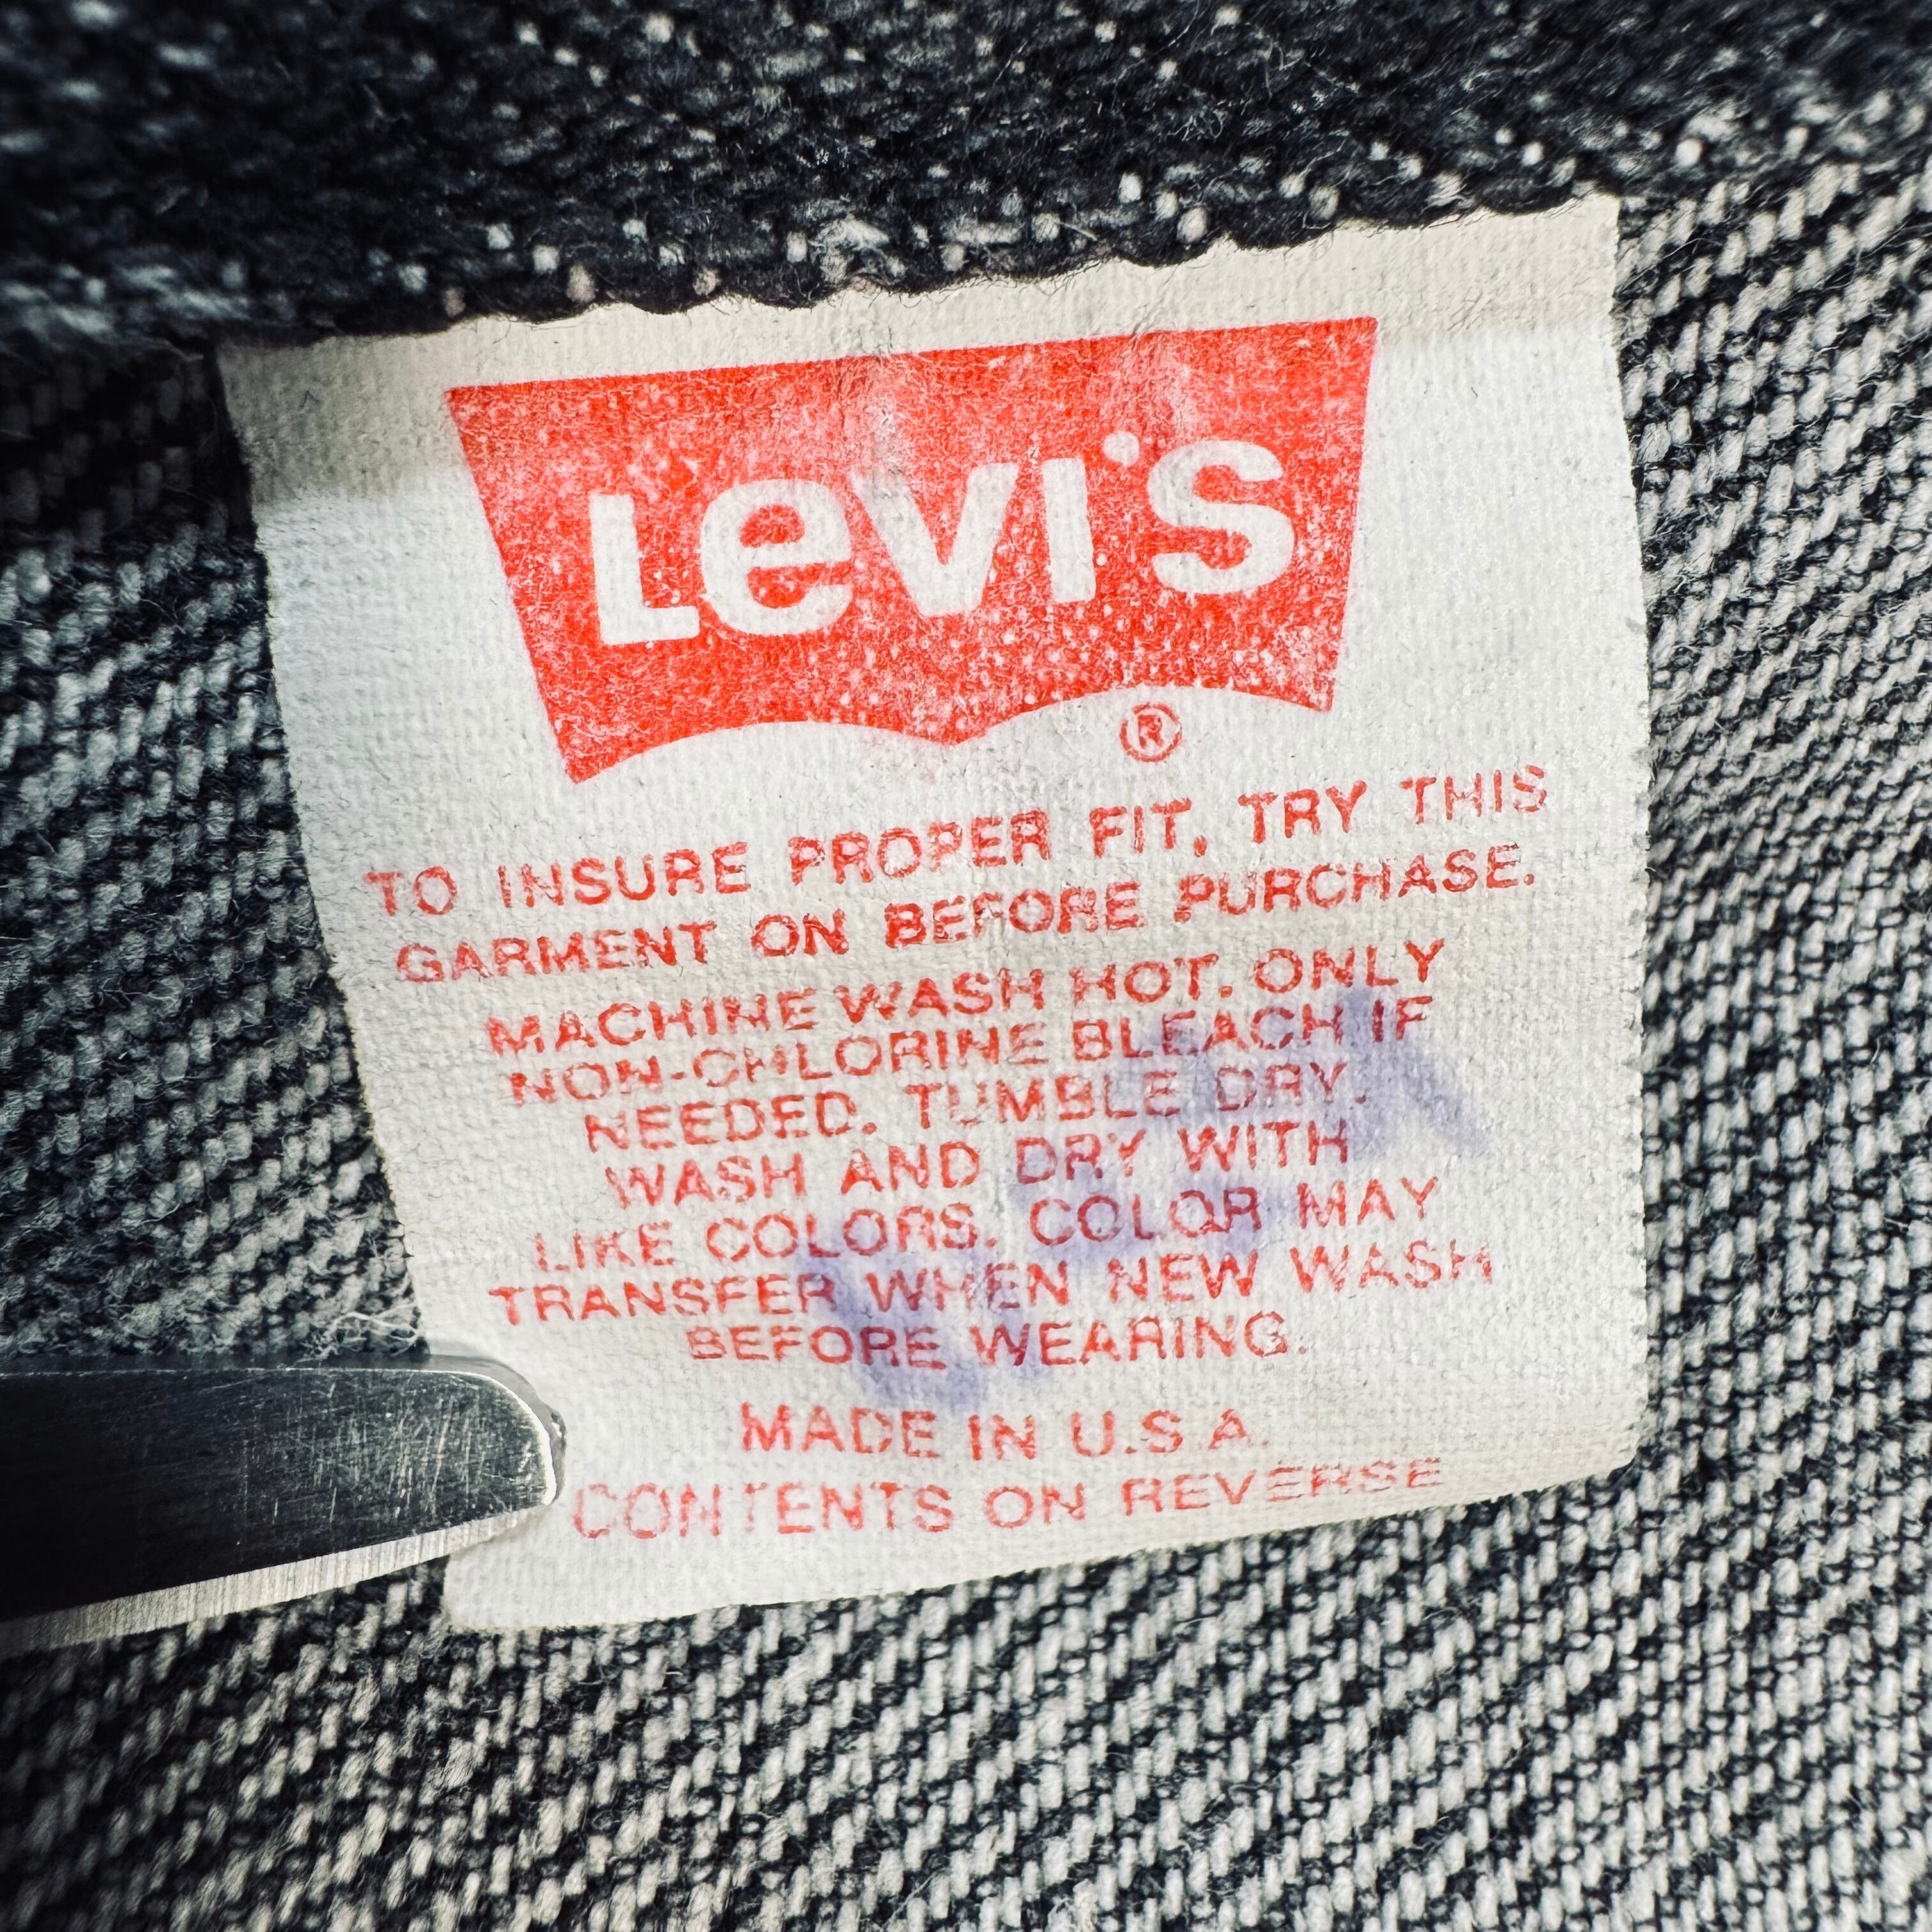 Levi's
®
TO INSURE PROPER FIT, TRY THIS
GARMENT ON BEFORE PURCHASE.
MACHINE WASH HOT. ONLY
NON-CHLORINE BLEACH IF
NEEDED. TUMBLE DRY.
WASH AND DRY WITH
LIKE COLORS. COLOR MAY
TRANSFER WHEN NEW WASH
BEFORE WEARING.
MADE IN U.S.A.
CONTENTS ON REVERSE